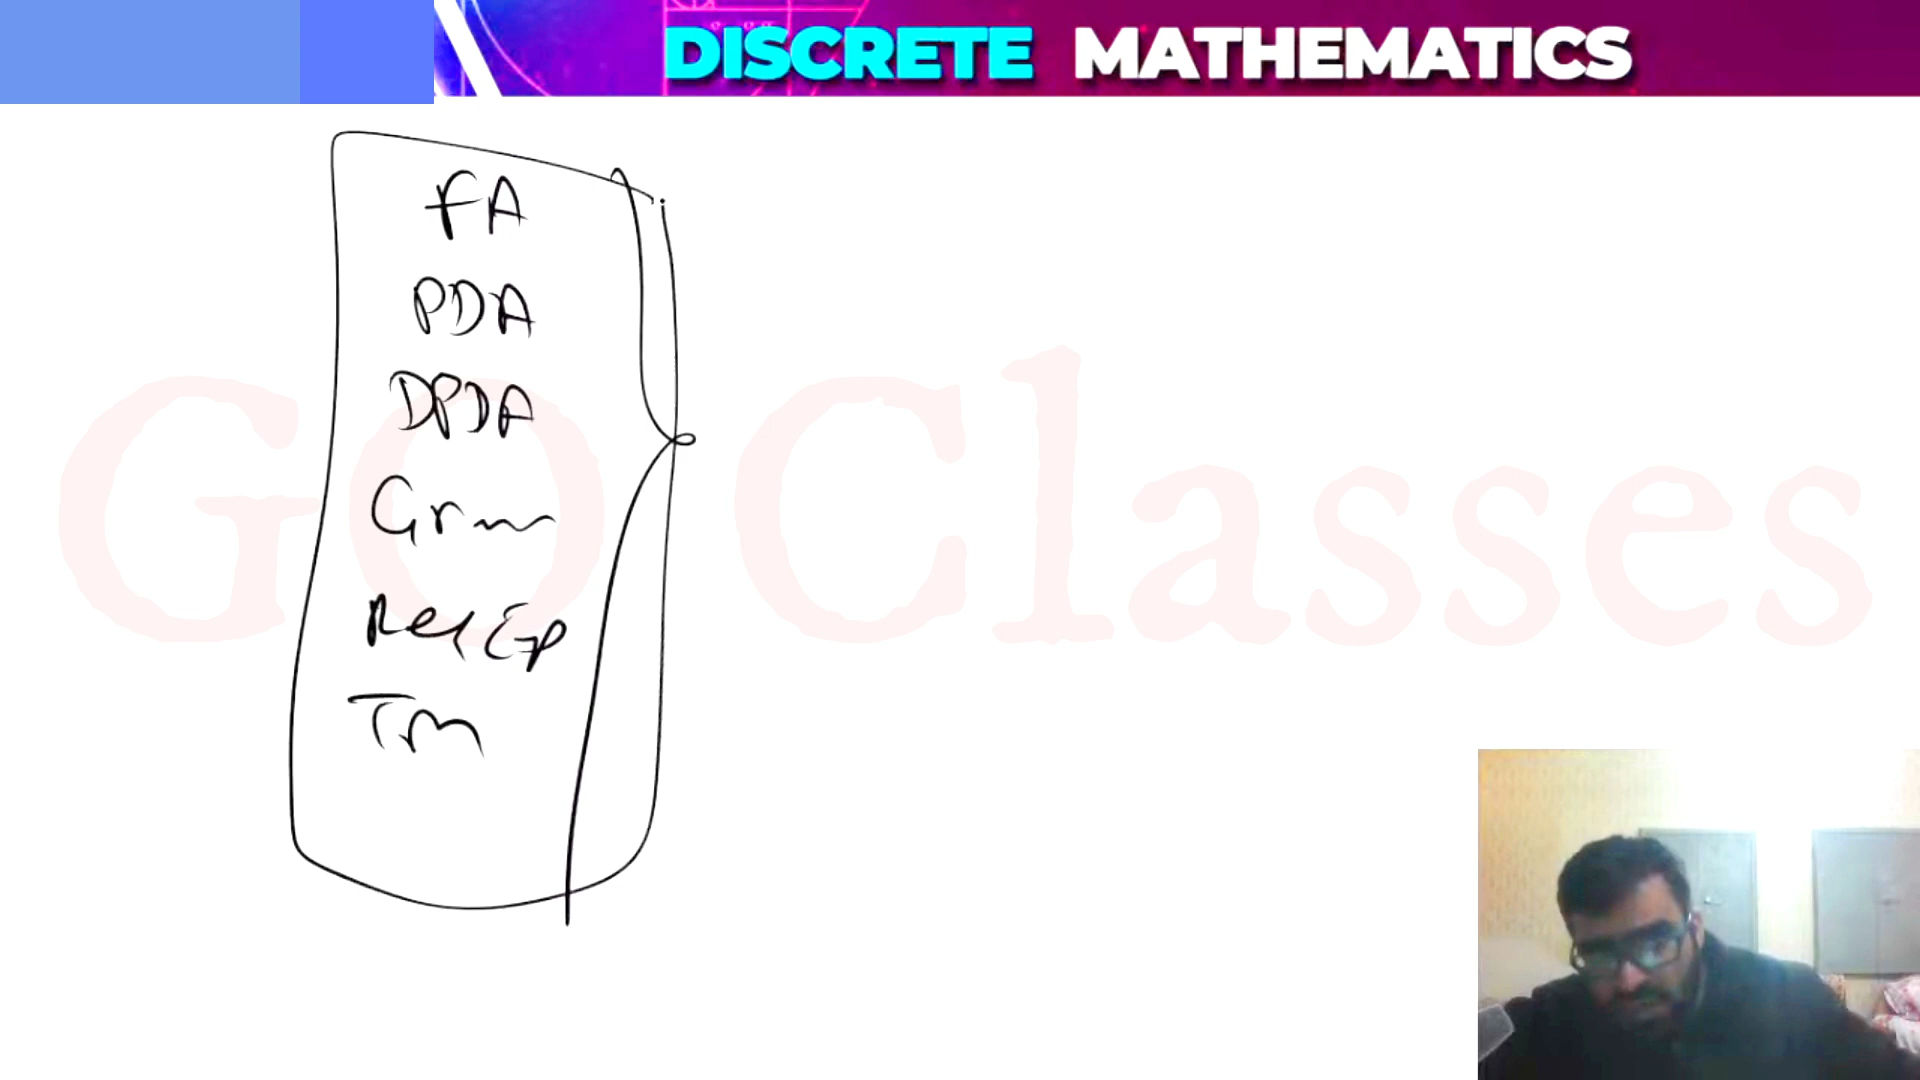 DISCRETE MATHEMATICS
FA
PDA
DPDA
Grm
Reg Exp
TM
GO Classes